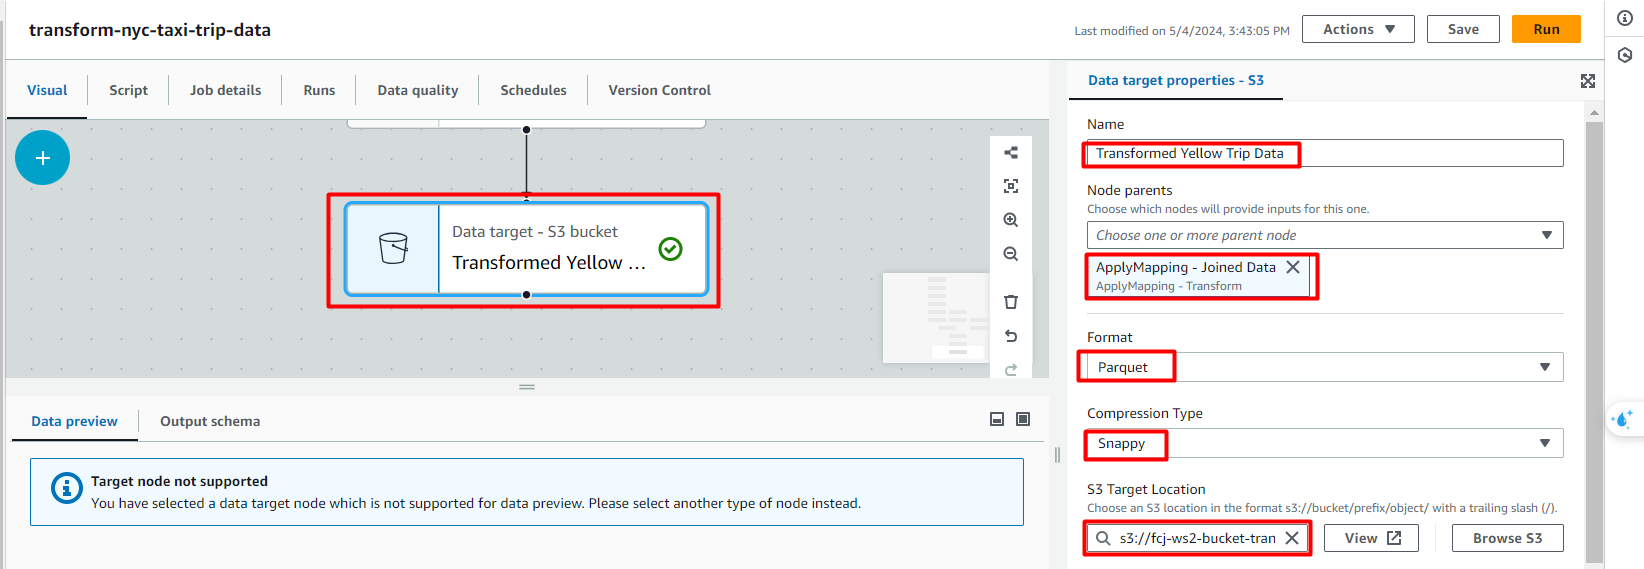 transform-nyc-taxi-trip-data
Last modified on 5/4/2024, 3:43:05 PM
Actions
Save
Run
Visual
Script
Job details
Runs
Data quality
Schedules
Version Control
Data target - S3 bucket
Transformed Yellow ...
Data preview
Output schema
Target node not supported
You have selected a data target node which is not supported for data preview. Please select another type of node instead.
Data target properties - S3
Name
Transformed Yellow Trip Data
Node parents
Choose which nodes will provide inputs for this one.
Choose one or more parent node
ApplyMapping - Joined Data
ApplyMapping - Transform
Format
Parquet
Compression Type
Snappy
S3 Target Location
Choose an S3 location in the format s3://bucket/prefix/object/ with a trailing slash (/).
s3://fcj-ws2-bucket-tran
View
Browse S3